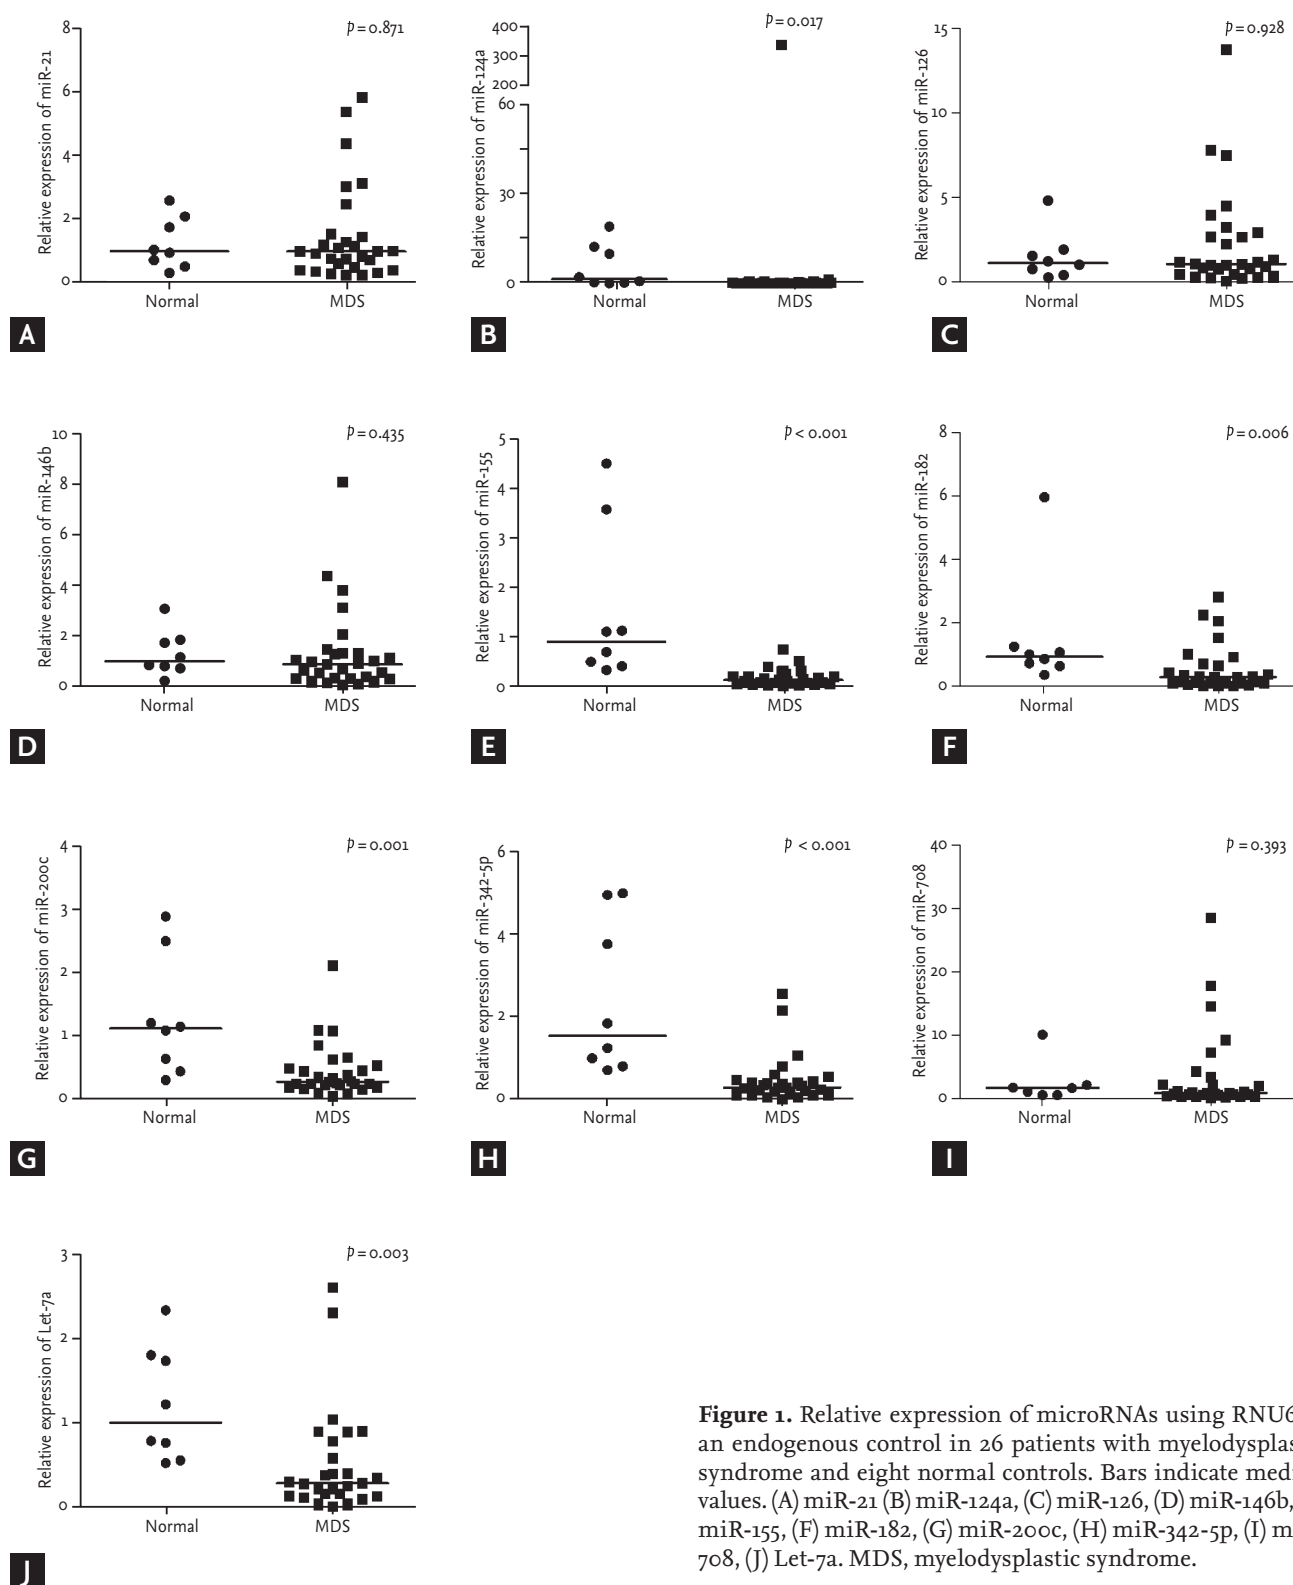 p = 0.871
8
6
4
2
0
Relative expression of miR-21
Normal
MDS
A
p = 0.017
400
300
200
60
30
0
Relative expression of miR-124a
Normal
MDS
B
p = 0.928
15
10
5
0
Relative expression of miR-126
Normal
MDS
C
p = 0.435
10
8
6
4
2
0
Relative expression of miR-146b
Normal
MDS
D
p < 0.001
5
4
3
2
1
0
Relative expression of miR-155
Normal
MDS
E
p = 0.006
8
6
4
2
0
Relative expression of miR-182
Normal
MDS
F
p = 0.001
4
3
2
1
0
Relative expression of miR-200c
Normal
MDS
G
p < 0.001
6
4
2
0
Relative expression of miR-342-5p
Normal
MDS
H
p = 0.393
40
30
20
10
0
Relative expression of miR-708
Normal
MDS
I
p = 0.003
3
2
1
0
Relative expression of Let-7a
Normal
MDS
J
Figure 1. Relative expression of microRNAs using RNU6
an endogenous control in 26 patients with myelodysplas
syndrome and eight normal controls. Bars indicate medi
values. (A) miR-21 (B) miR-124a, (C) miR-126, (D) miR-146b,
miR-155, (F) miR-182, (G) miR-200c, (H) miR-342-5p, (I) m
708, (J) Let-7a. MDS, myelodysplastic syndrome.